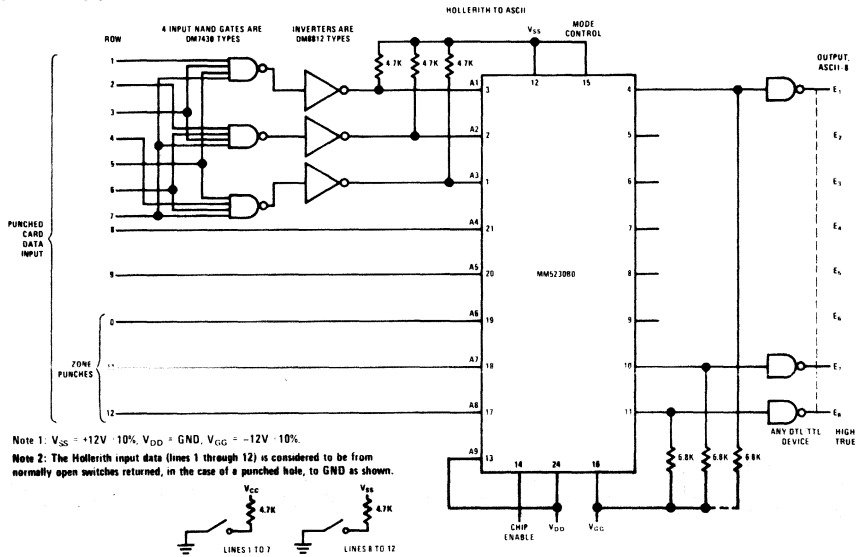 HOLLERITH TO ASCII
4 INPUT NAND GATES ARE
DM7430 TYPES
INVERTERS ARE
DM8812 TYPES
ROW
VSS
MODE
CONTROL
OUTPUT,
ASCII-8
1
2
3
4
5
6
7
8
9
0
11
12
4.7K
4.7K
4.7K
12
15
A1
3
A2
2
A3
1
A4
21
A5
20
A6
19
A7
18
A8
17
A9
13
MM5230BD
4
5
6
7
8
9
10
11
E1
E2
E3
E4
E5
E6
E7
E8
HIGH
TRUE
ANY DTL TTL
DEVICE
PUNCHED
CARD
DATA
INPUT
ZONE
PUNCHES
6.8K
6.8K
6.8K
14
24
16
CHIP
ENABLE
VDD
VGG
Note 1: VSS = +12V ·10%, VDD = GND, VGG = −12V ·10%.
Note 2: The Hollerith input data (lines 1 through 12) is considered to be from
normally open switches returned, in the case of a punched hole, to GND as shown.
VCC
4.7K
LINES 1 TO 7
VSS
4.7K
LINES 8 TO 12